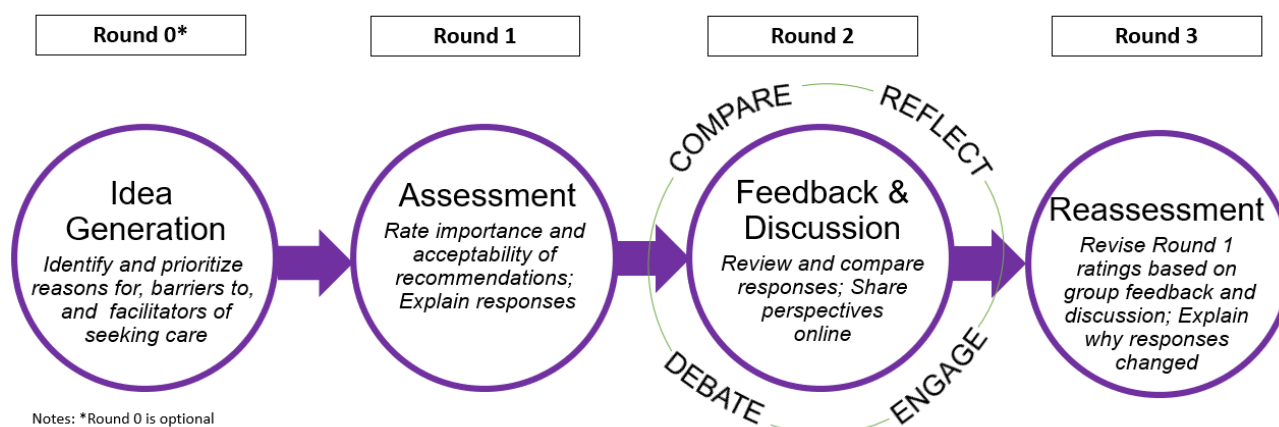 Round 0*
Round 1
Round 2
Round 3
Idea
Generation
Identify and prioritize
reasons for, barriers to,
and facilitators of
seeking care
Assessment
Rate importance and
acceptability of
recommendations;
Explain responses
COMPARE
REFLECT
Feedback &
Discussion
Review and compare
responses; Share
perspectives
online
DEBATE
ENGAGE
Reassessment
Revise Round 1
ratings based on
group feedback and
discussion; Explain
why responses
changed
Notes: *Round 0 is optional